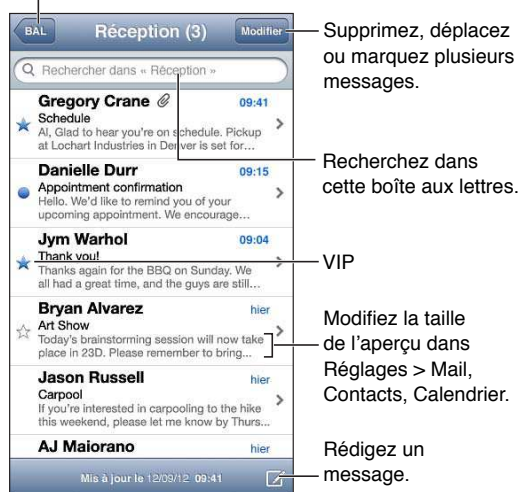 BAL
Réception (3)
Modifier
Rechercher dans « Réception »
Gregory Crane
09:41
Schedule
Al, Glad to hear you're on schedule. Pickup
at Lochart Industries in Denver is set for...
Danielle Durr
09:15
Appointment confirmation
Hello. We'd like to remind you of your
upcoming appointment. We encourage...
Jym Warhol
09:04
Thank you!
Thanks again for the BBQ on Sunday. We
all had a great time, and the guys are still...
Bryan Alvarez
hier
Art Show
Today's brainstorming session will now take
place in 23D. Please remember to bring...
Jason Russell
hier
Carpool
If you're interested in carpooling to the hike
this weekend, please let me know by Thurs...
AJ Maiorano
hier
Mis à jour le 12/09/12 09:41
Supprimez, déplacez
ou marquez plusieurs
messages.
Recherchez dans
cette boîte aux lettres.
VIP
Modifiez la taille
de l'aperçu dans
Réglages > Mail,
Contacts, Calendrier.
Rédigez un
message.